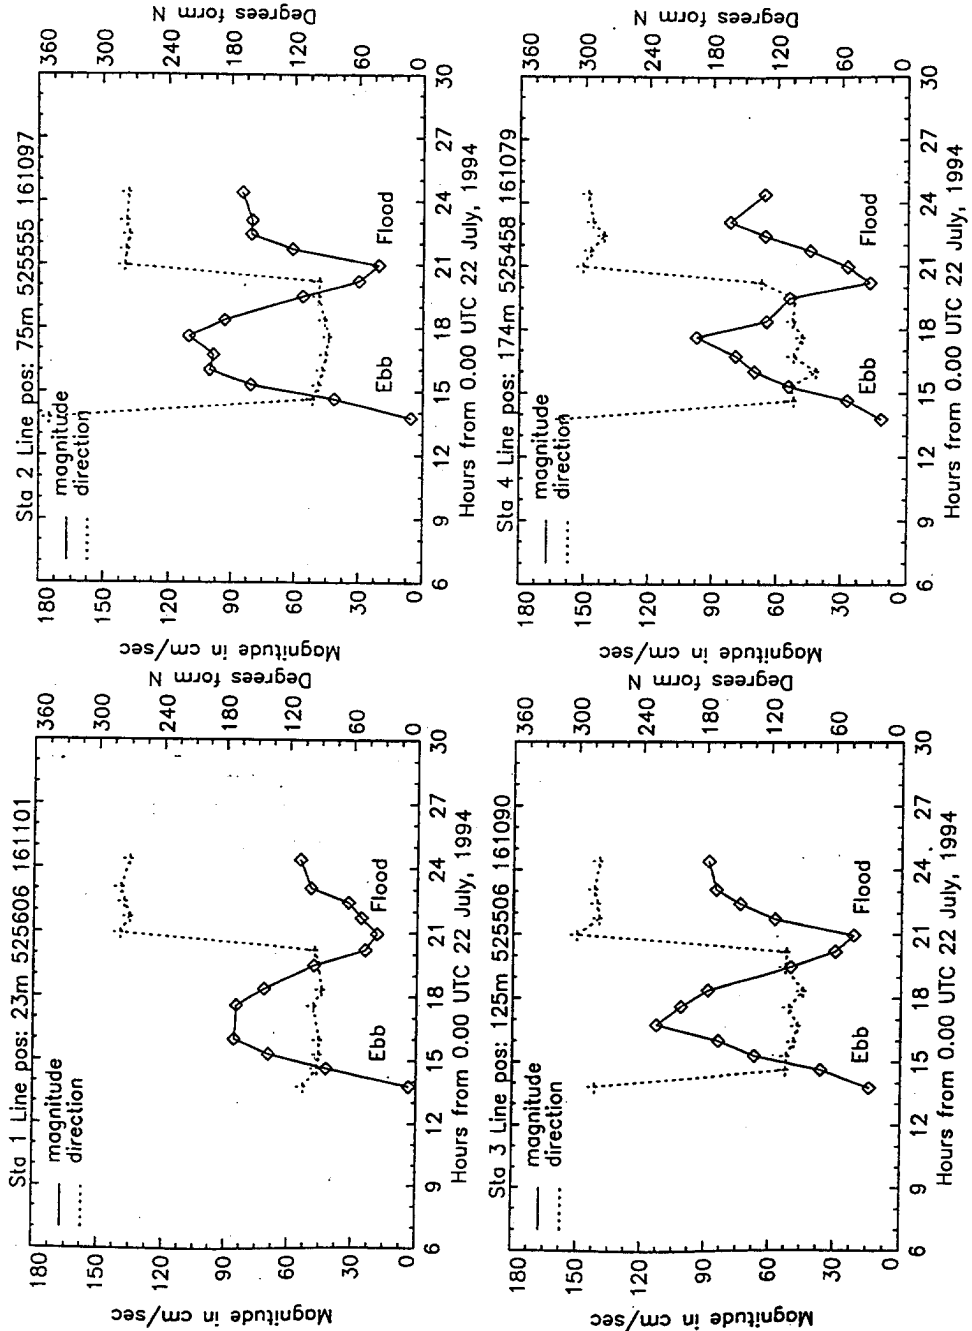 Sta 1 Line pos: 23m 525606 161101
magnitude
direction
Ebb
Flood
180
150
120
90
60
30
0
Magnitude in cm/sec
360
300
240
180
120
60
0
Degrees form N
6 9 12 15 18 21 24 27 30
Hours from 0.00 UTC 22 July, 1994
Sta 2 Line pos: 75m 525555 161097
magnitude
direction
Ebb
Flood
180
150
120
90
60
30
0
Magnitude in cm/sec
360
300
240
180
120
60
0
Degrees form N
6 9 12 15 18 21 24 27 30
Hours from 0.00 UTC 22 July, 1994
Sta 3 Line pos: 125m 525506 161090
magnitude
direction
Ebb
Flood
180
150
120
90
60
30
0
Magnitude in cm/sec
360
300
240
180
120
60
0
Degrees form N
6 9 12 15 18 21 24 27 30
Hours from 0.00 UTC 22 July, 1994
Sta 4 Line pos: 174m 525458 161079
magnitude
direction
Ebb
Flood
180
150
120
90
60
30
0
Magnitude in cm/sec
360
300
240
180
120
60
0
Degrees form N
6 9 12 15 18 21 24 27 30
Hours from 0.00 UTC 22 July, 1994